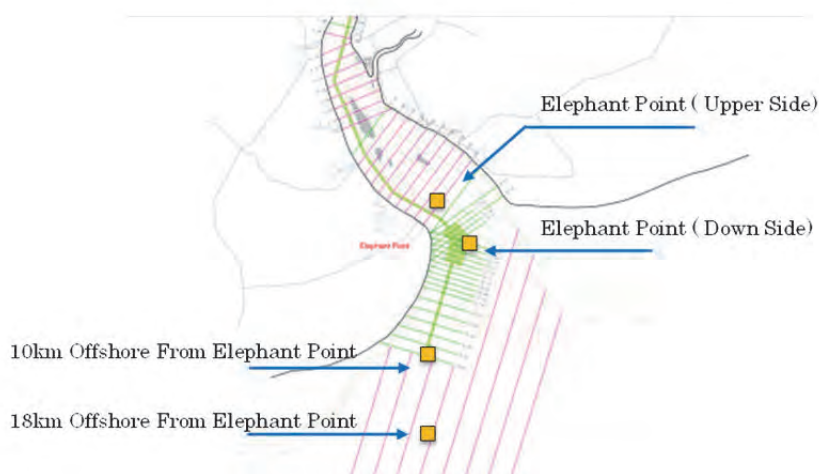 Elephant Point ( Upper Side)
Elephant Point ( Down Side)
Elephant Point
10km Offshore From Elephant Point
18km Offshore From Elephant Point